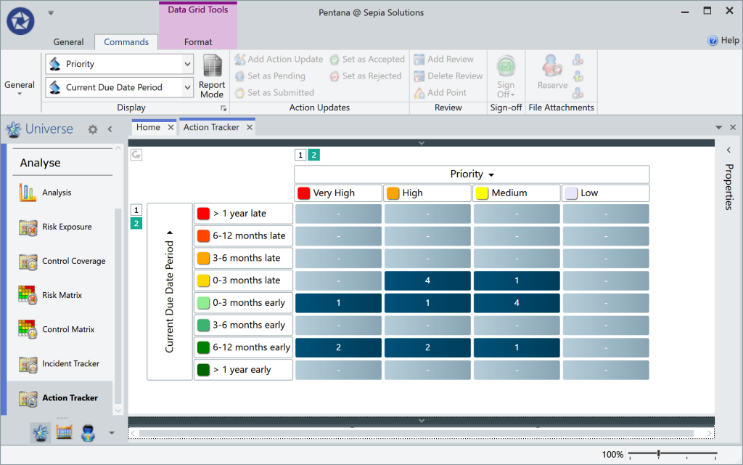 Data Grid Tools
Pentana @ Sepia Solutions
General Commands Format
Help
General
Priority
Current Due Date Period
Report Mode
Display
Add Action Update
Set as Pending
Set as Submitted
Set as Accepted
Set as Rejected
Action Updates
Add Review
Delete Review
Add Point
Review
Sign Off
Sign-off
Reserve
File Attachments
Universe
Home
Action Tracker
Analyse
Analysis
Risk Exposure
Control Coverage
Risk Matrix
Control Matrix
Incident Tracker
Action Tracker
1 2
Priority
Very High High Medium Low
1
2
Current Due Date Period
> 1 year late - - - -
6-12 months late - - - -
3-6 months late - - - -
0-3 months late - 4 1 -
0-3 months early 1 1 4 -
3-6 months early - - - -
6-12 months early 2 2 1 -
> 1 year early - - - -
Properties
100%